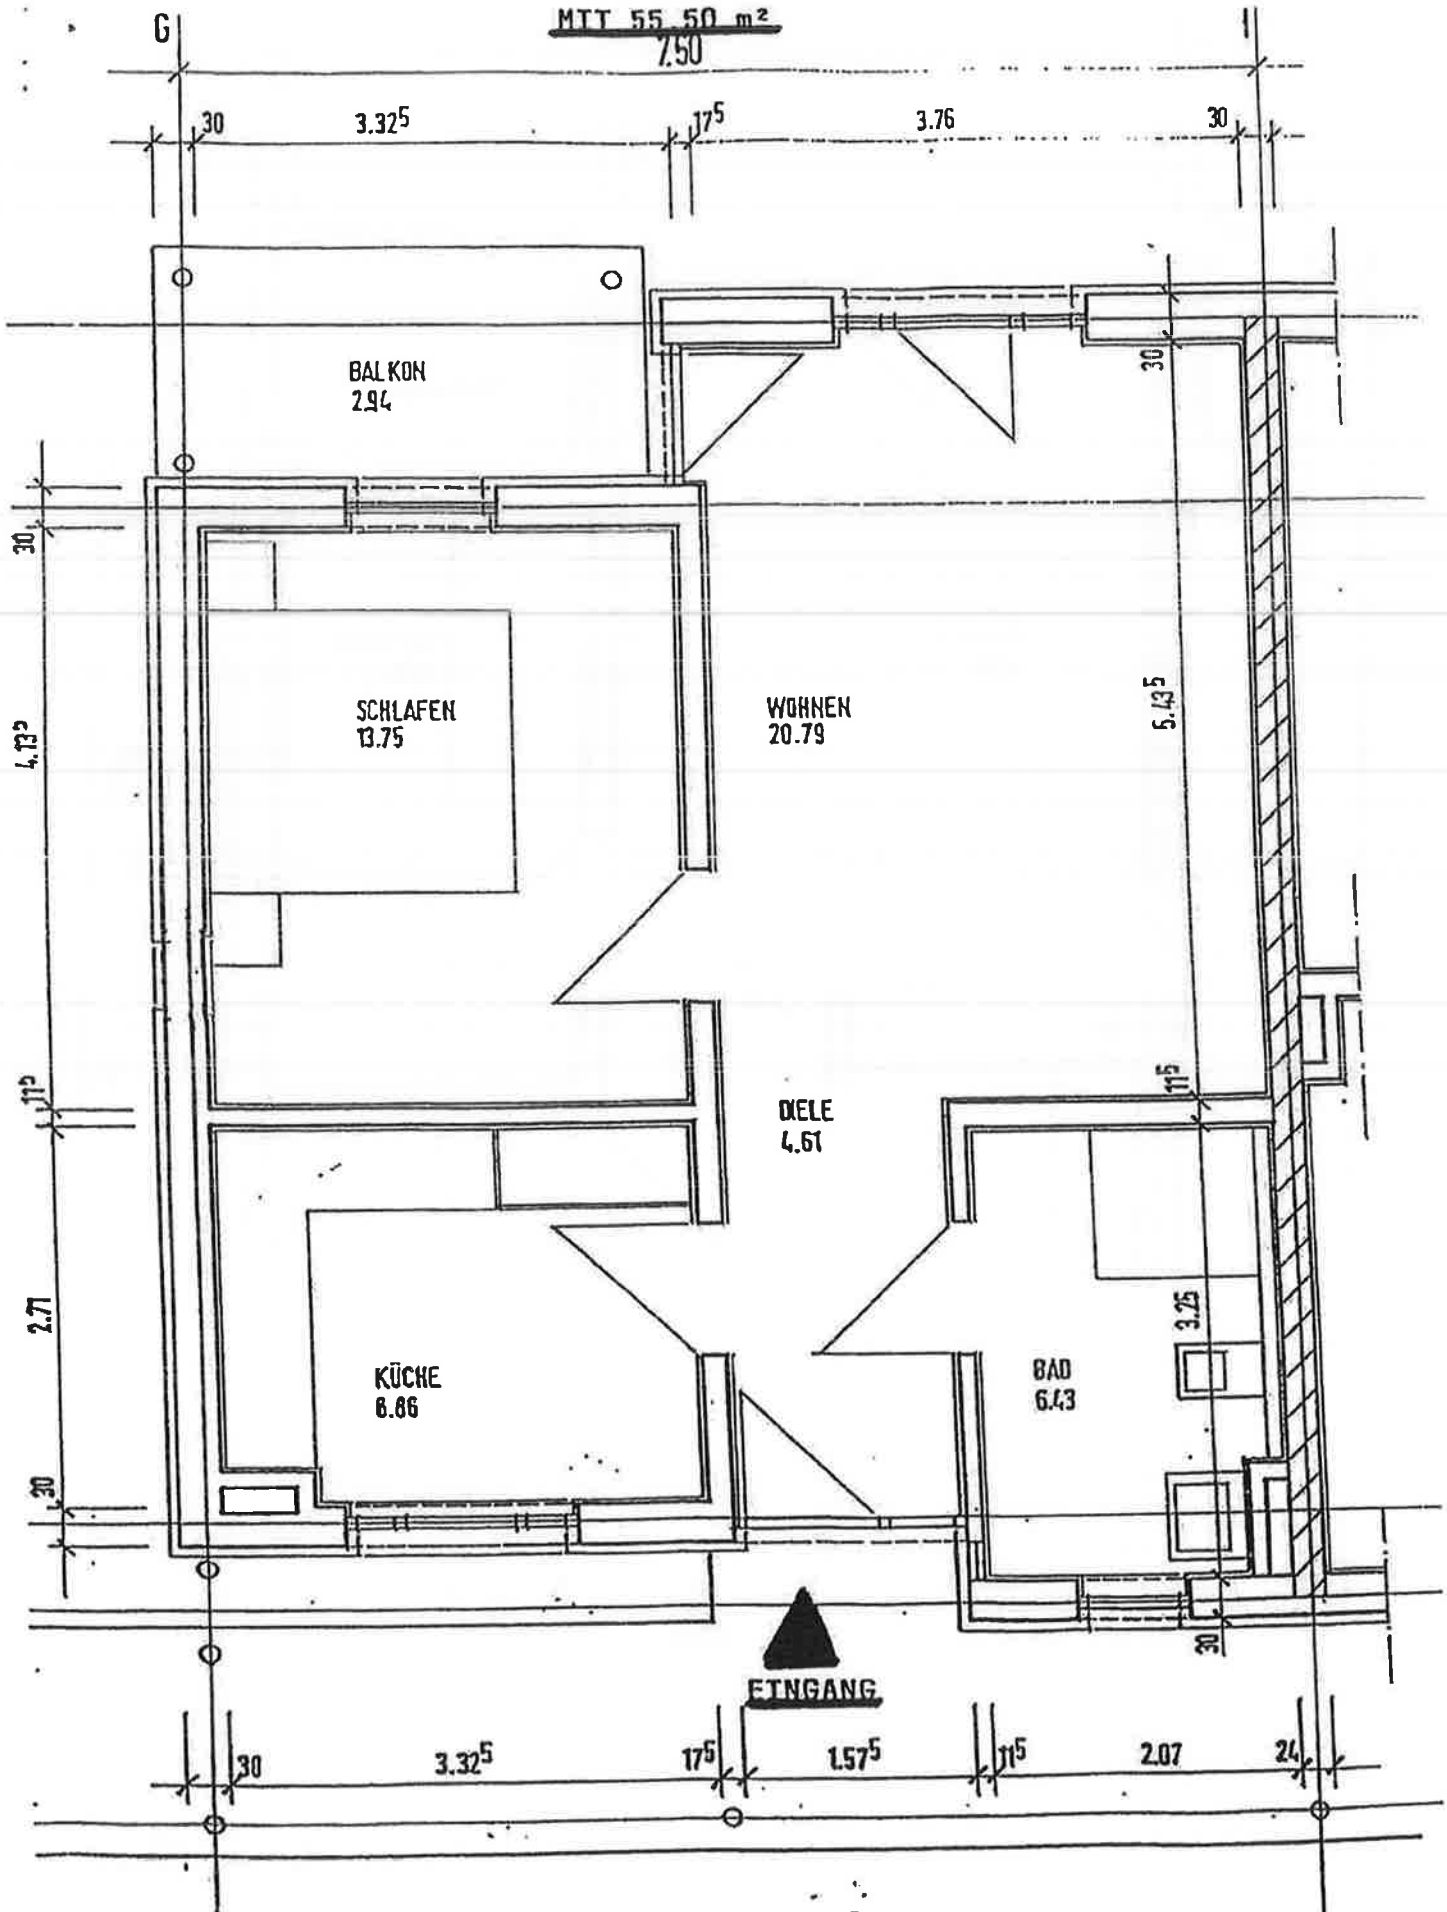 G
MIT 55.50 m²
7.50
30 3.32⁵ 17⁵ 3.76 30
BALKON
2.94
30
30
SCHLAFEN
13.75
WOHNEN
20.79
4.13⁵
5.43⁵
11⁵
11⁵
DIELE
4.61
2.71
3.25
KÜCHE
8.86
BAD
6.43
30
30
EINGANG
30 3.32⁵ 17⁵ 1.57⁵ 11⁵ 2.07 24